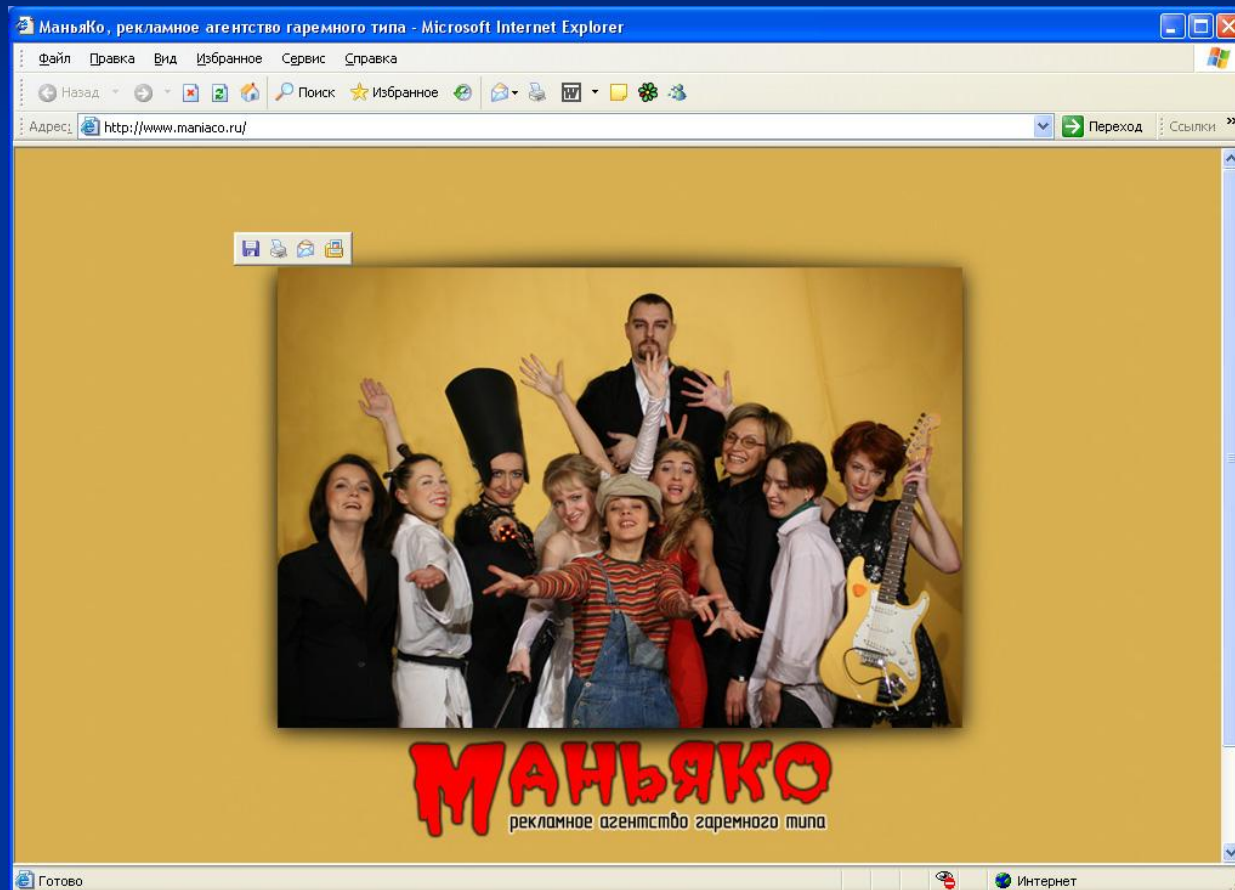 МаньяКо, рекламное агентство гаремного типа - Microsoft Internet Explorer
Файл Правка Вид Избранное Сервис Справка
Назад Поиск Избранное W
Адрес: http://www.maniaco.ru/ Переход Ссылки »
МАНЬЯКО
рекламное агентство гаремного типа
Готово Интернет